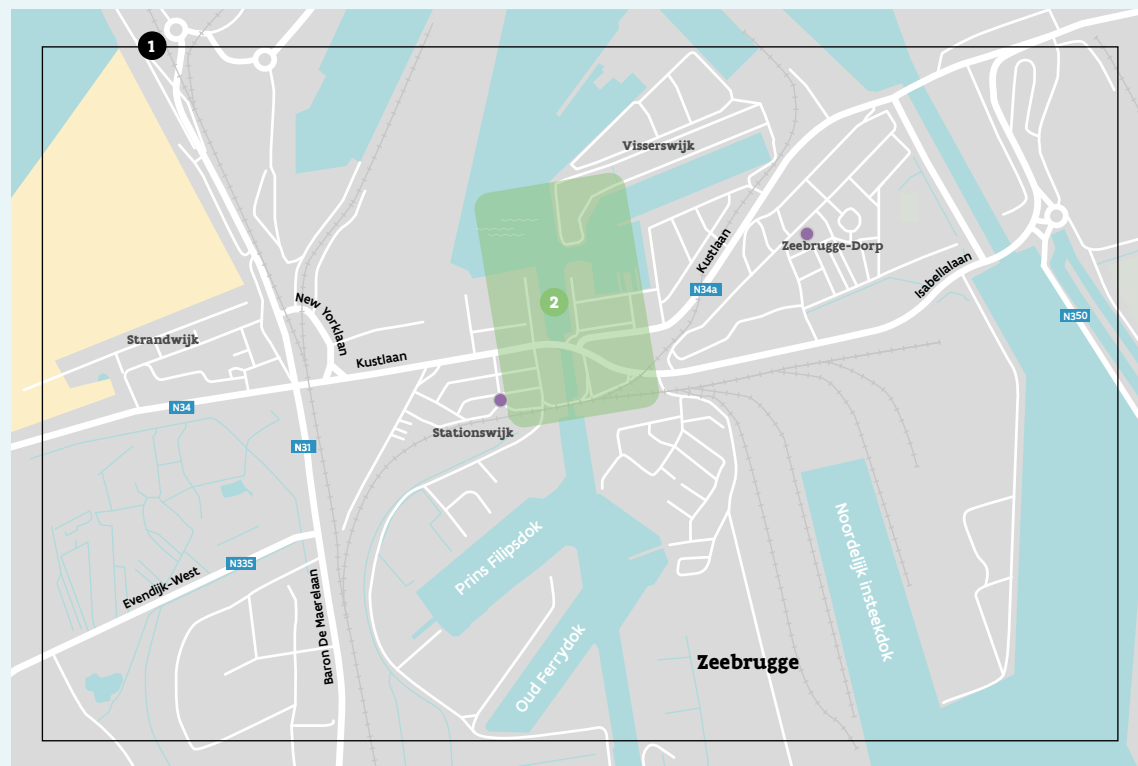 1
Visserswijk
Zeebrugge-Dorp
Kustlaan
N34a
Isabellalaan
N350
2
New Yorklaan
Strandwijk
Kustlaan
N34
Stationswijk
N31
Prins Filipsdok
Noordelijk insteekdok
N335
Evendijk-West
Baron De Maerelaan
Oud Ferrydok
Zeebrugge